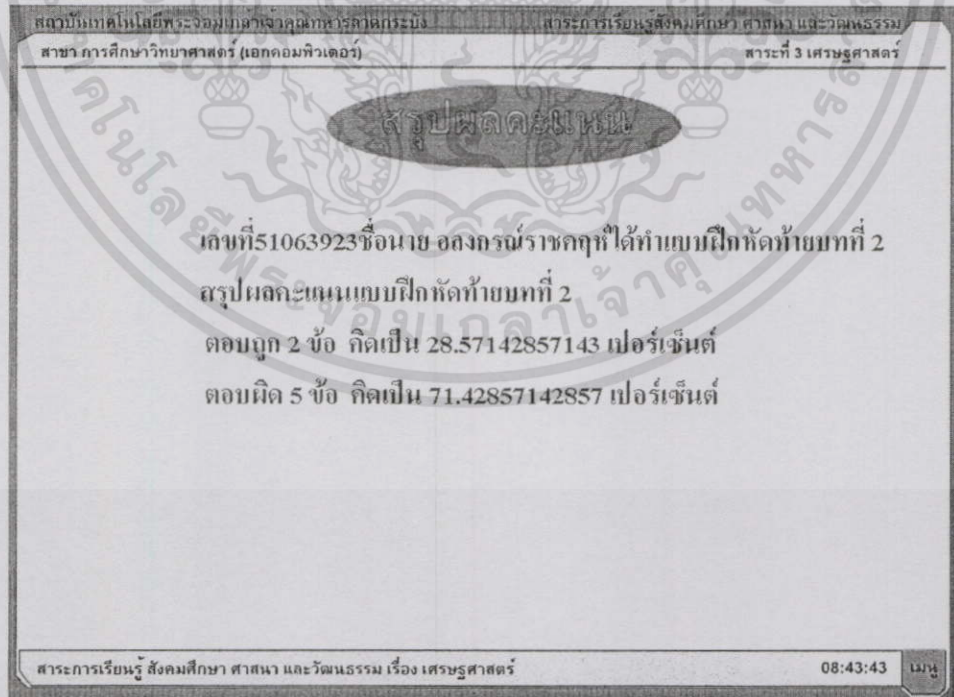 สถาบันเทคโนโลยีพระจอมเกล้าเจ้าคุณทหารลาดกระบัง สาระการเรียนรู้สังคมศึกษา ศาสนา และวัฒนธรรม
สาขา การศึกษาวิทยาศาสตร์ (เอกคอมพิวเตอร์) สาระที่ 3 เศรษฐศาสตร์
สรุปผลคะแนน
เลขที่51063923ชื่อนาย อลงกรณ์ราชคฤห์ได้ทำแบบฝึกหัดท้ายบทที่ 2
สรุปผลคะแนนแบบฝึกหัดท้ายบทที่ 2
ตอบถูก 2 ข้อ คิดเป็น 28.57142857143 เปอร์เซ็นต์
ตอบผิด 5 ข้อ คิดเป็น 71.42857142857 เปอร์เซ็นต์
สาระการเรียนรู้ สังคมศึกษา ศาสนา และวัฒนธรรม เรื่อง เศรษฐศาสตร์ 08:43:43 เมนู